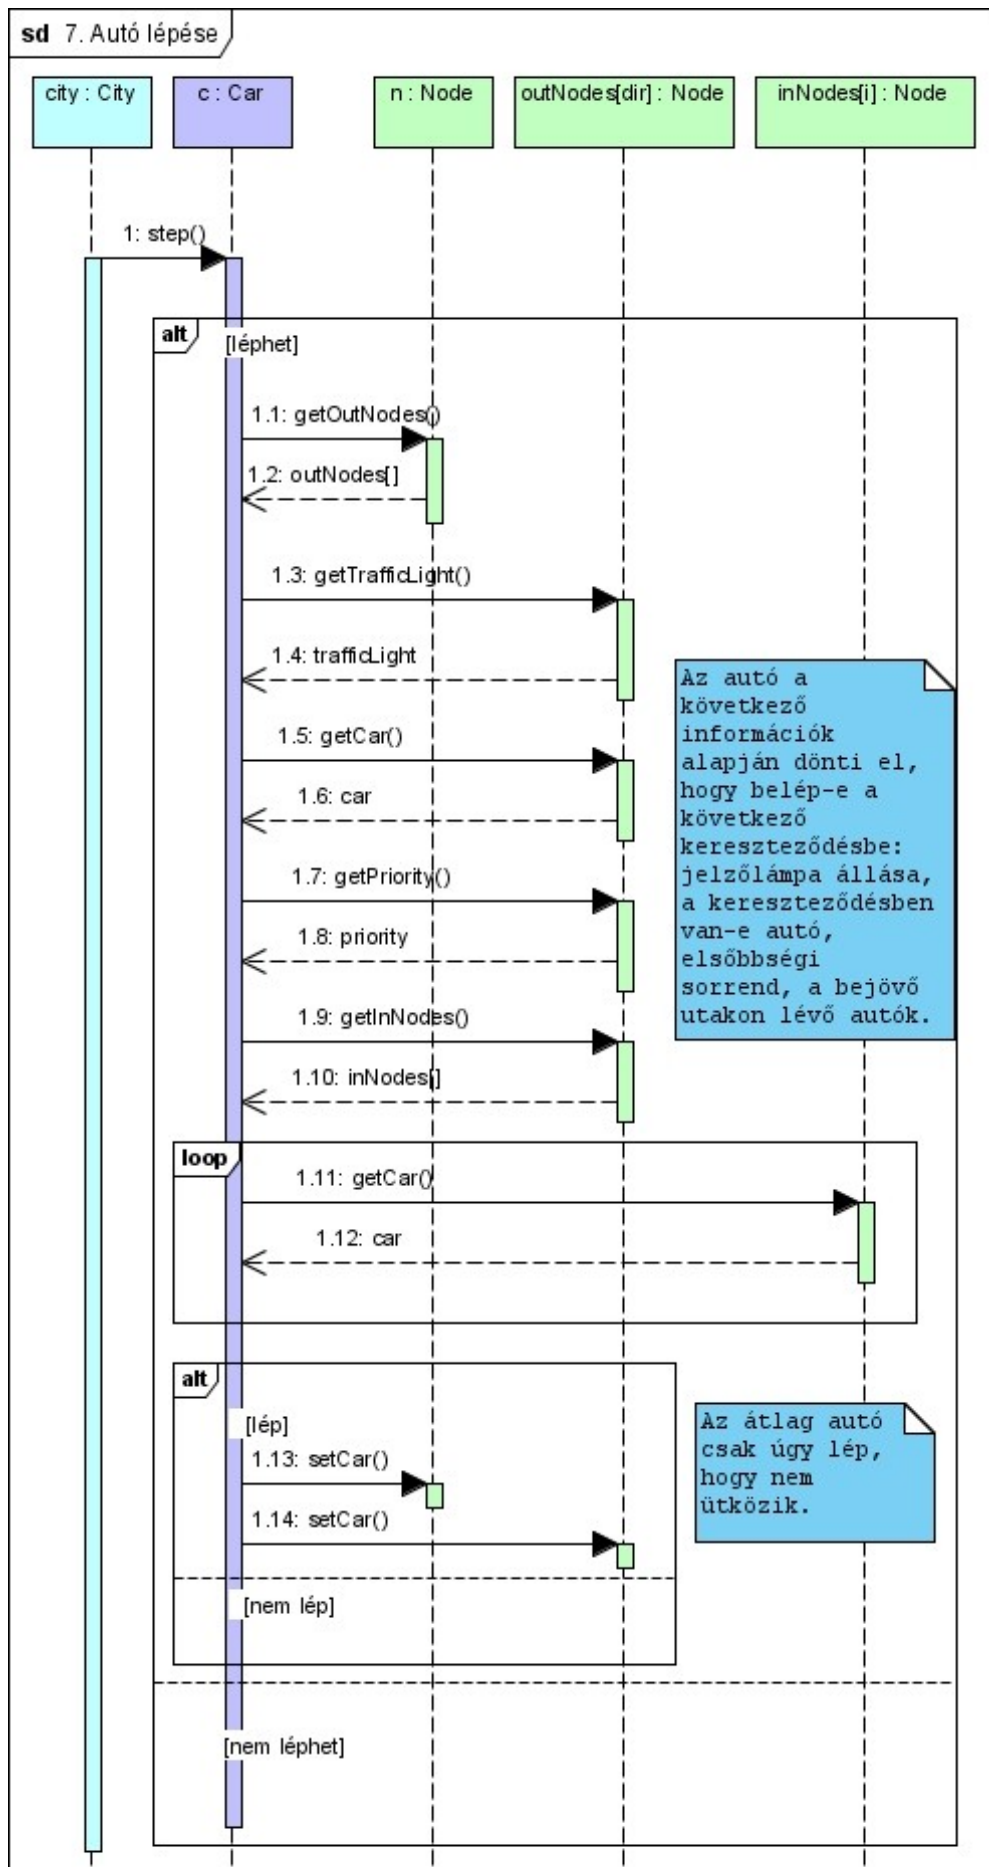 sd 7. Autó lépése
city : City
c : Car
n : Node
outNodes[dir] : Node
inNodes[i] : Node
1: step()
alt
[léphet]
1.1: getOutNodes()
1.2: outNodes[]
1.3: getTrafficLight()
1.4: trafficLight
1.5: getCar()
1.6: car
1.7: getPriority()
1.8: priority
1.9: getInNodes()
1.10: inNodes[]
Az autó a
következő
információk
alapján dönti el,
hogy belép-e a
következő
kereszteződésbe:
jelzőlámpa állása,
a kereszteződésben
van-e autó,
elsőbbségi
sorrend, a bejövő
utakon lévő autók.
loop
1.11: getCar()
1.12: car
alt
[lép]
1.13: setCar()
1.14: setCar()
Az átlag autó
csak úgy lép,
hogy nem
ütközik.
[nem lép]
[nem léphet]